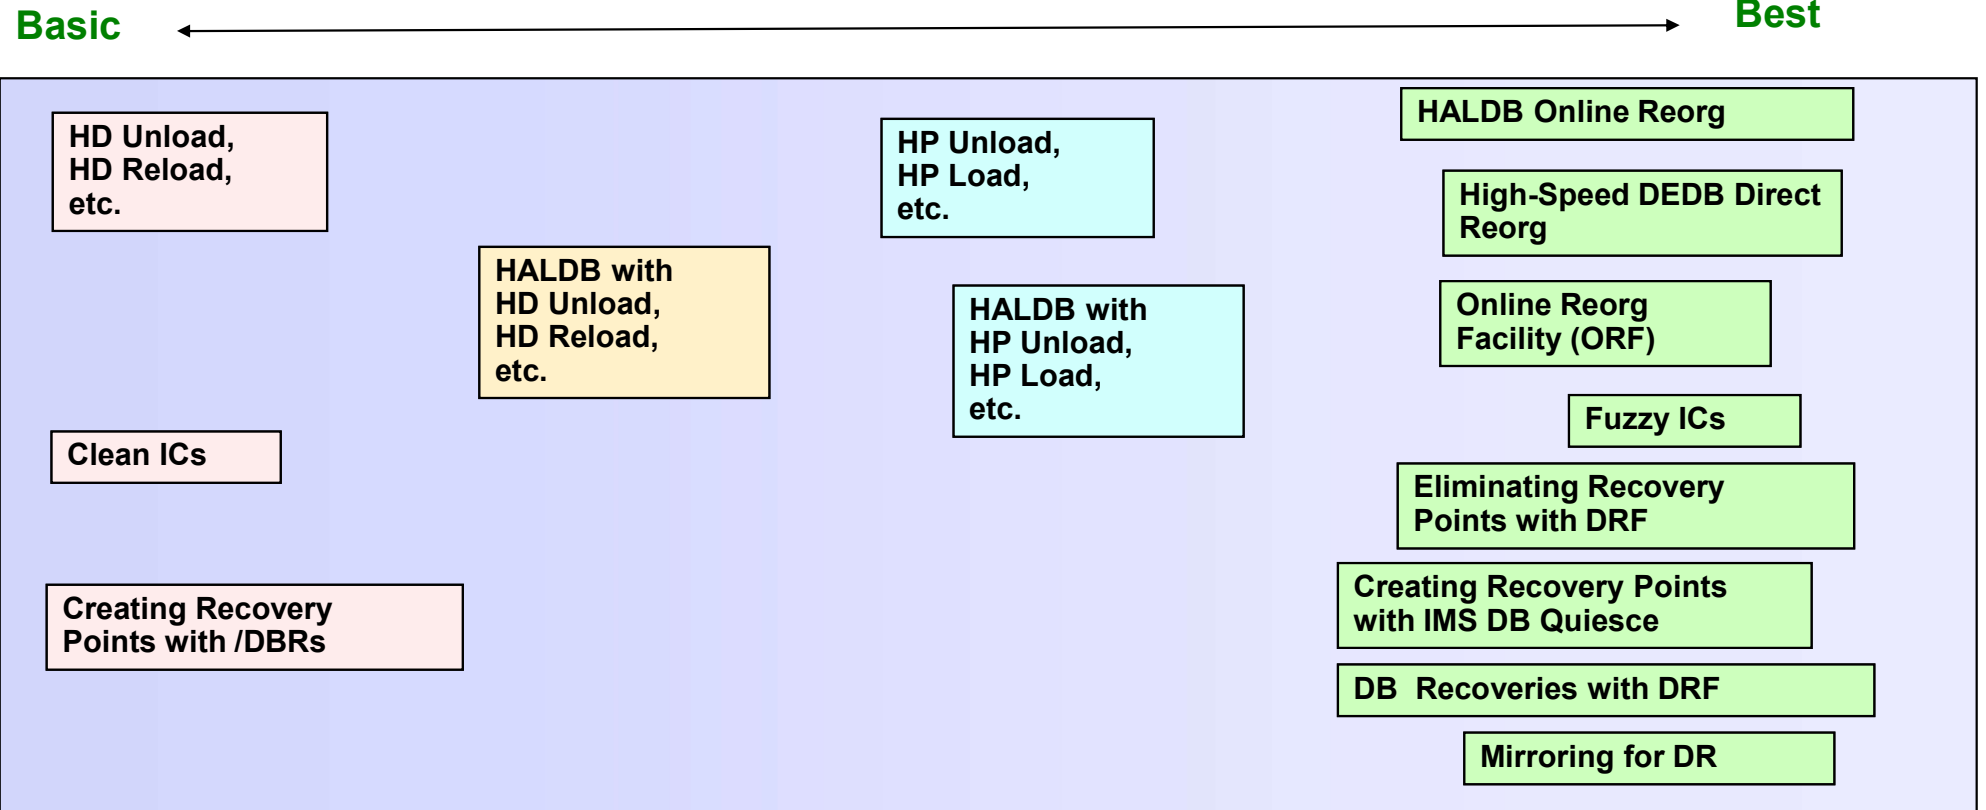 Basic
Best
HD Unload,
HD Reload,
etc.
HALDB with
HD Unload,
HD Reload,
etc.
Clean ICs
Creating Recovery
Points with /DBRs
HP Unload,
HP Load,
etc.
HALDB with
HP Unload,
HP Load,
etc.
HALDB Online Reorg
High-Speed DEDB Direct
Reorg
Online Reorg
Facility (ORF)
Fuzzy ICs
Eliminating Recovery
Points with DRF
Creating Recovery Points
with IMS DB Quiesce
DB  Recoveries with DRF
Mirroring for DR